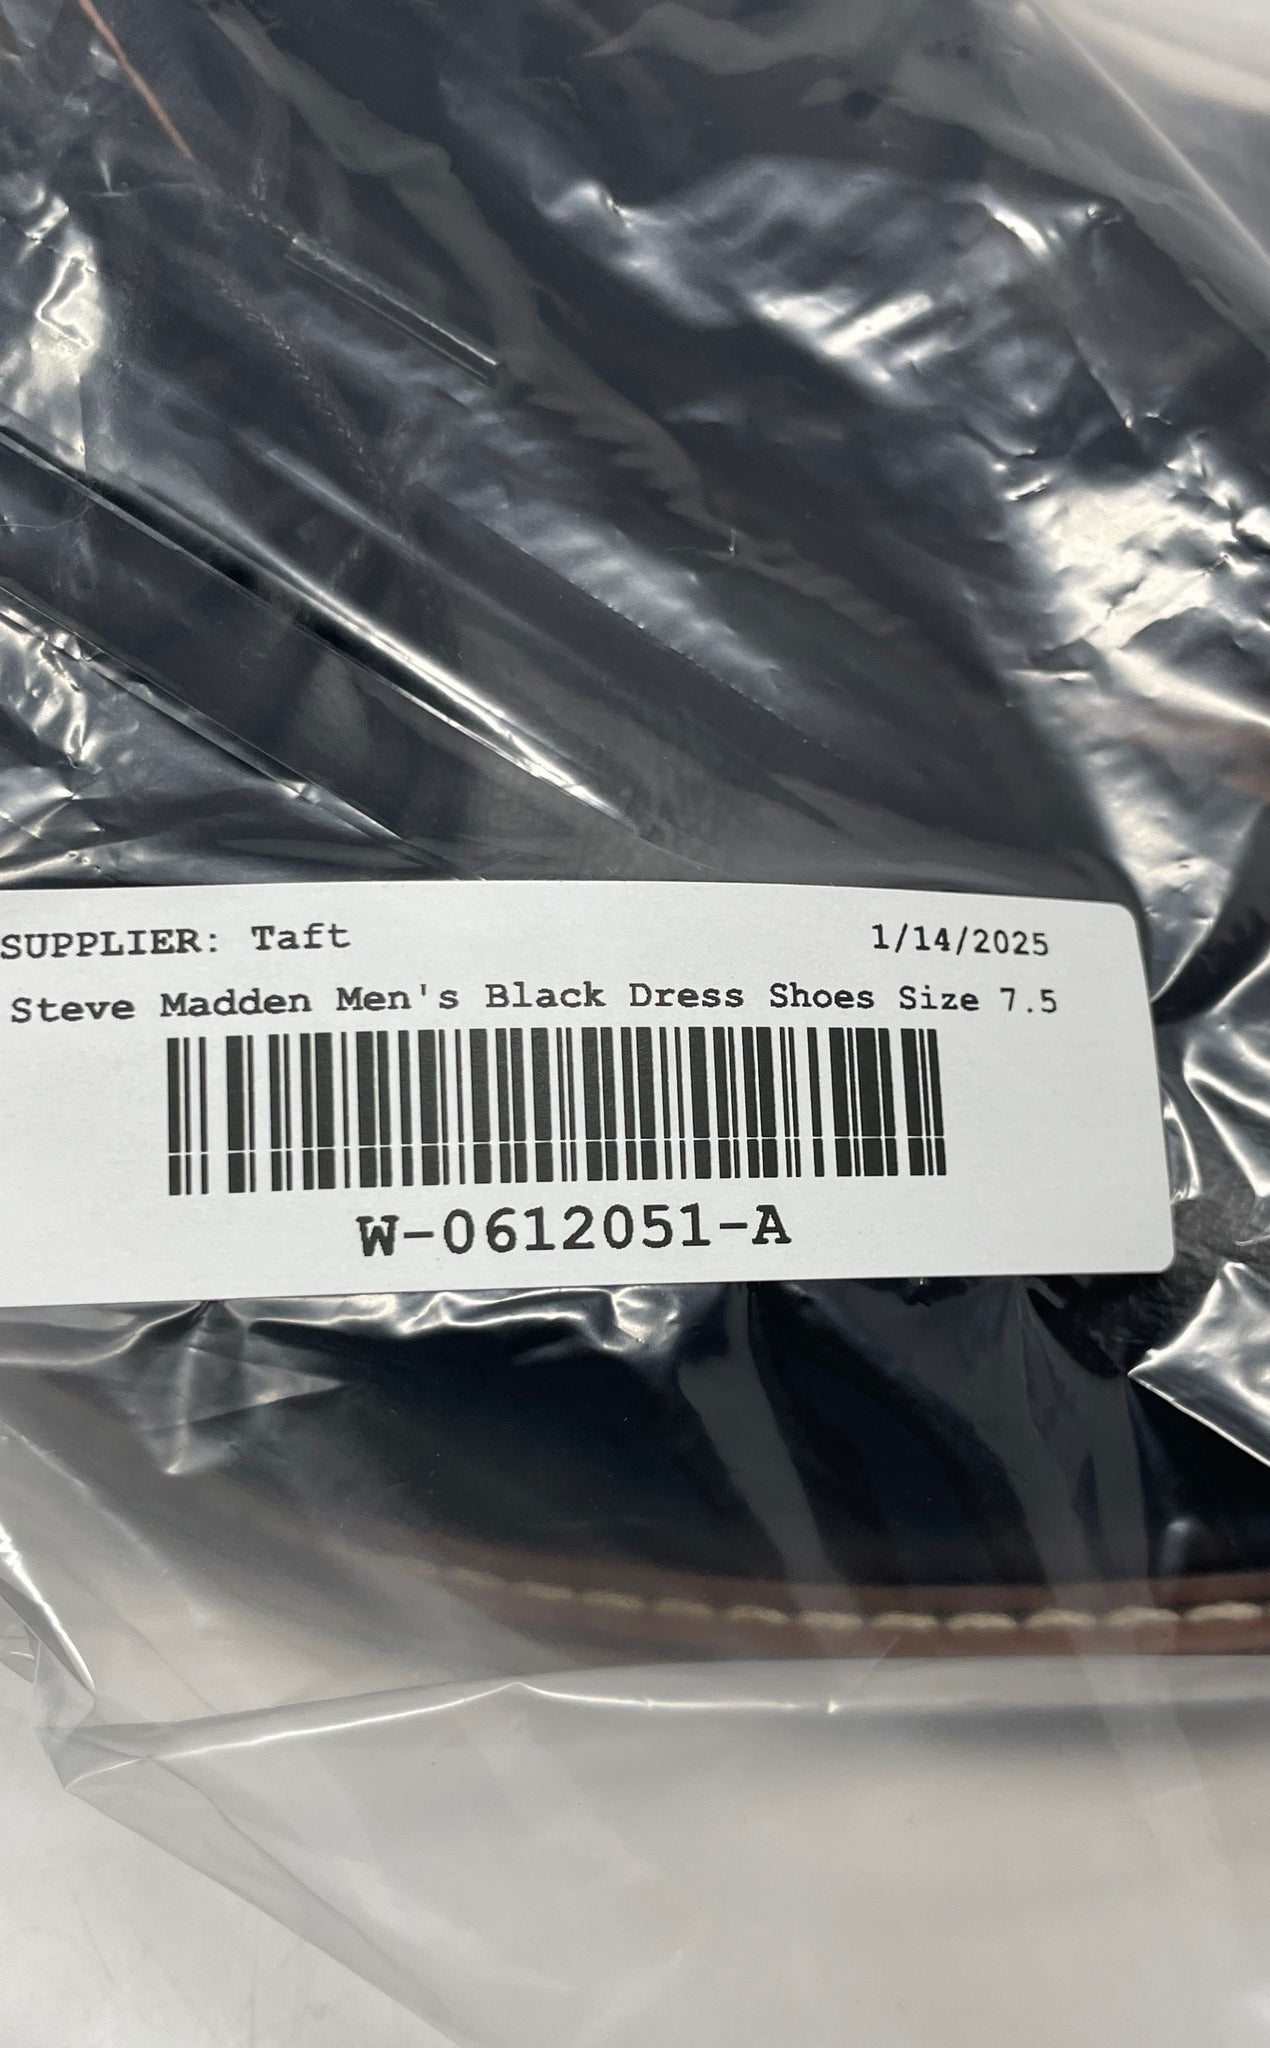 SUPPLIER: Taft 1/14/2025
Steve Madden Men's Black Dress Shoes Size 7.5
W-0612051-A